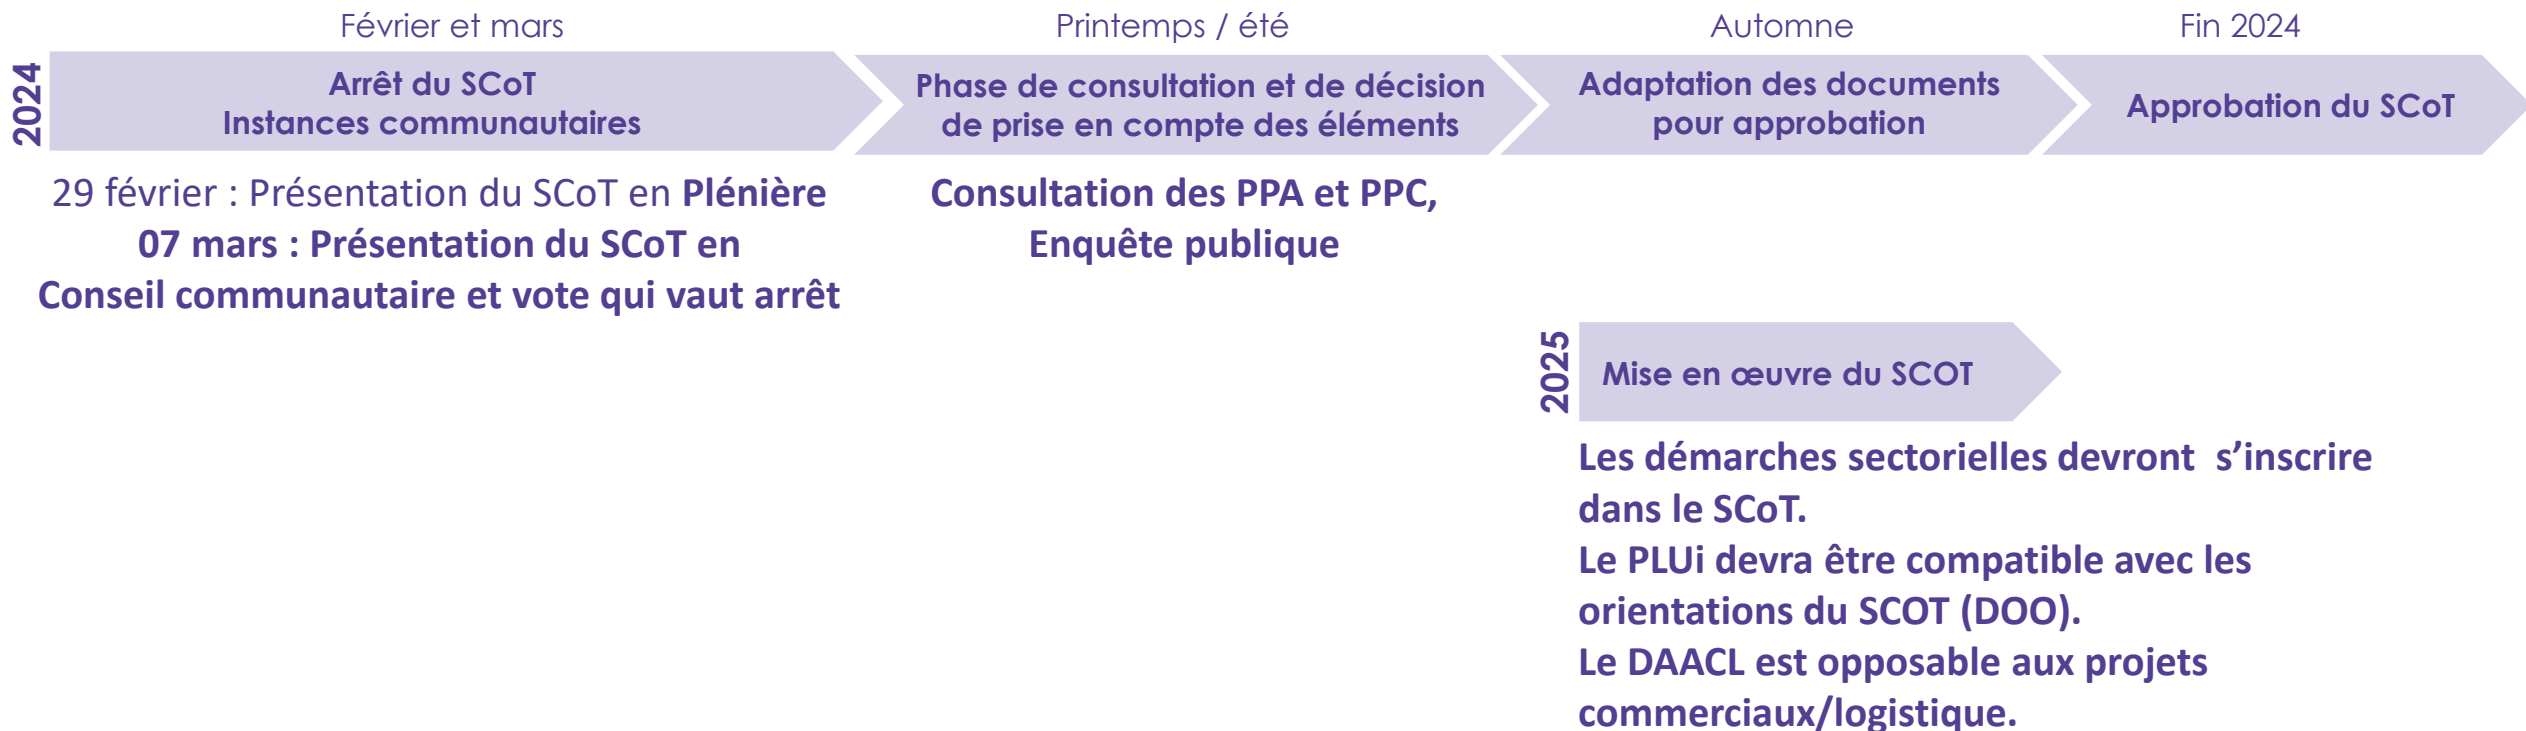 Février et mars
Printemps / été
Automne
Fin 2024
2024
Arrêt du SCoT
Instances communautaires
Phase de consultation et de décision
de prise en compte des éléments
Adaptation des documents
pour approbation
Approbation du SCoT
29 février : Présentation du SCoT en Plénière
07 mars : Présentation du SCoT en
Conseil communautaire et vote qui vaut arrêt
Consultation des PPA et PPC,
Enquête publique
2025
Mise en œuvre du SCOT
Les démarches sectorielles devront  s’inscrire
dans le SCoT.
Le PLUi devra être compatible avec les
orientations du SCOT (DOO).
Le DAACL est opposable aux projets
commerciaux/logistique.